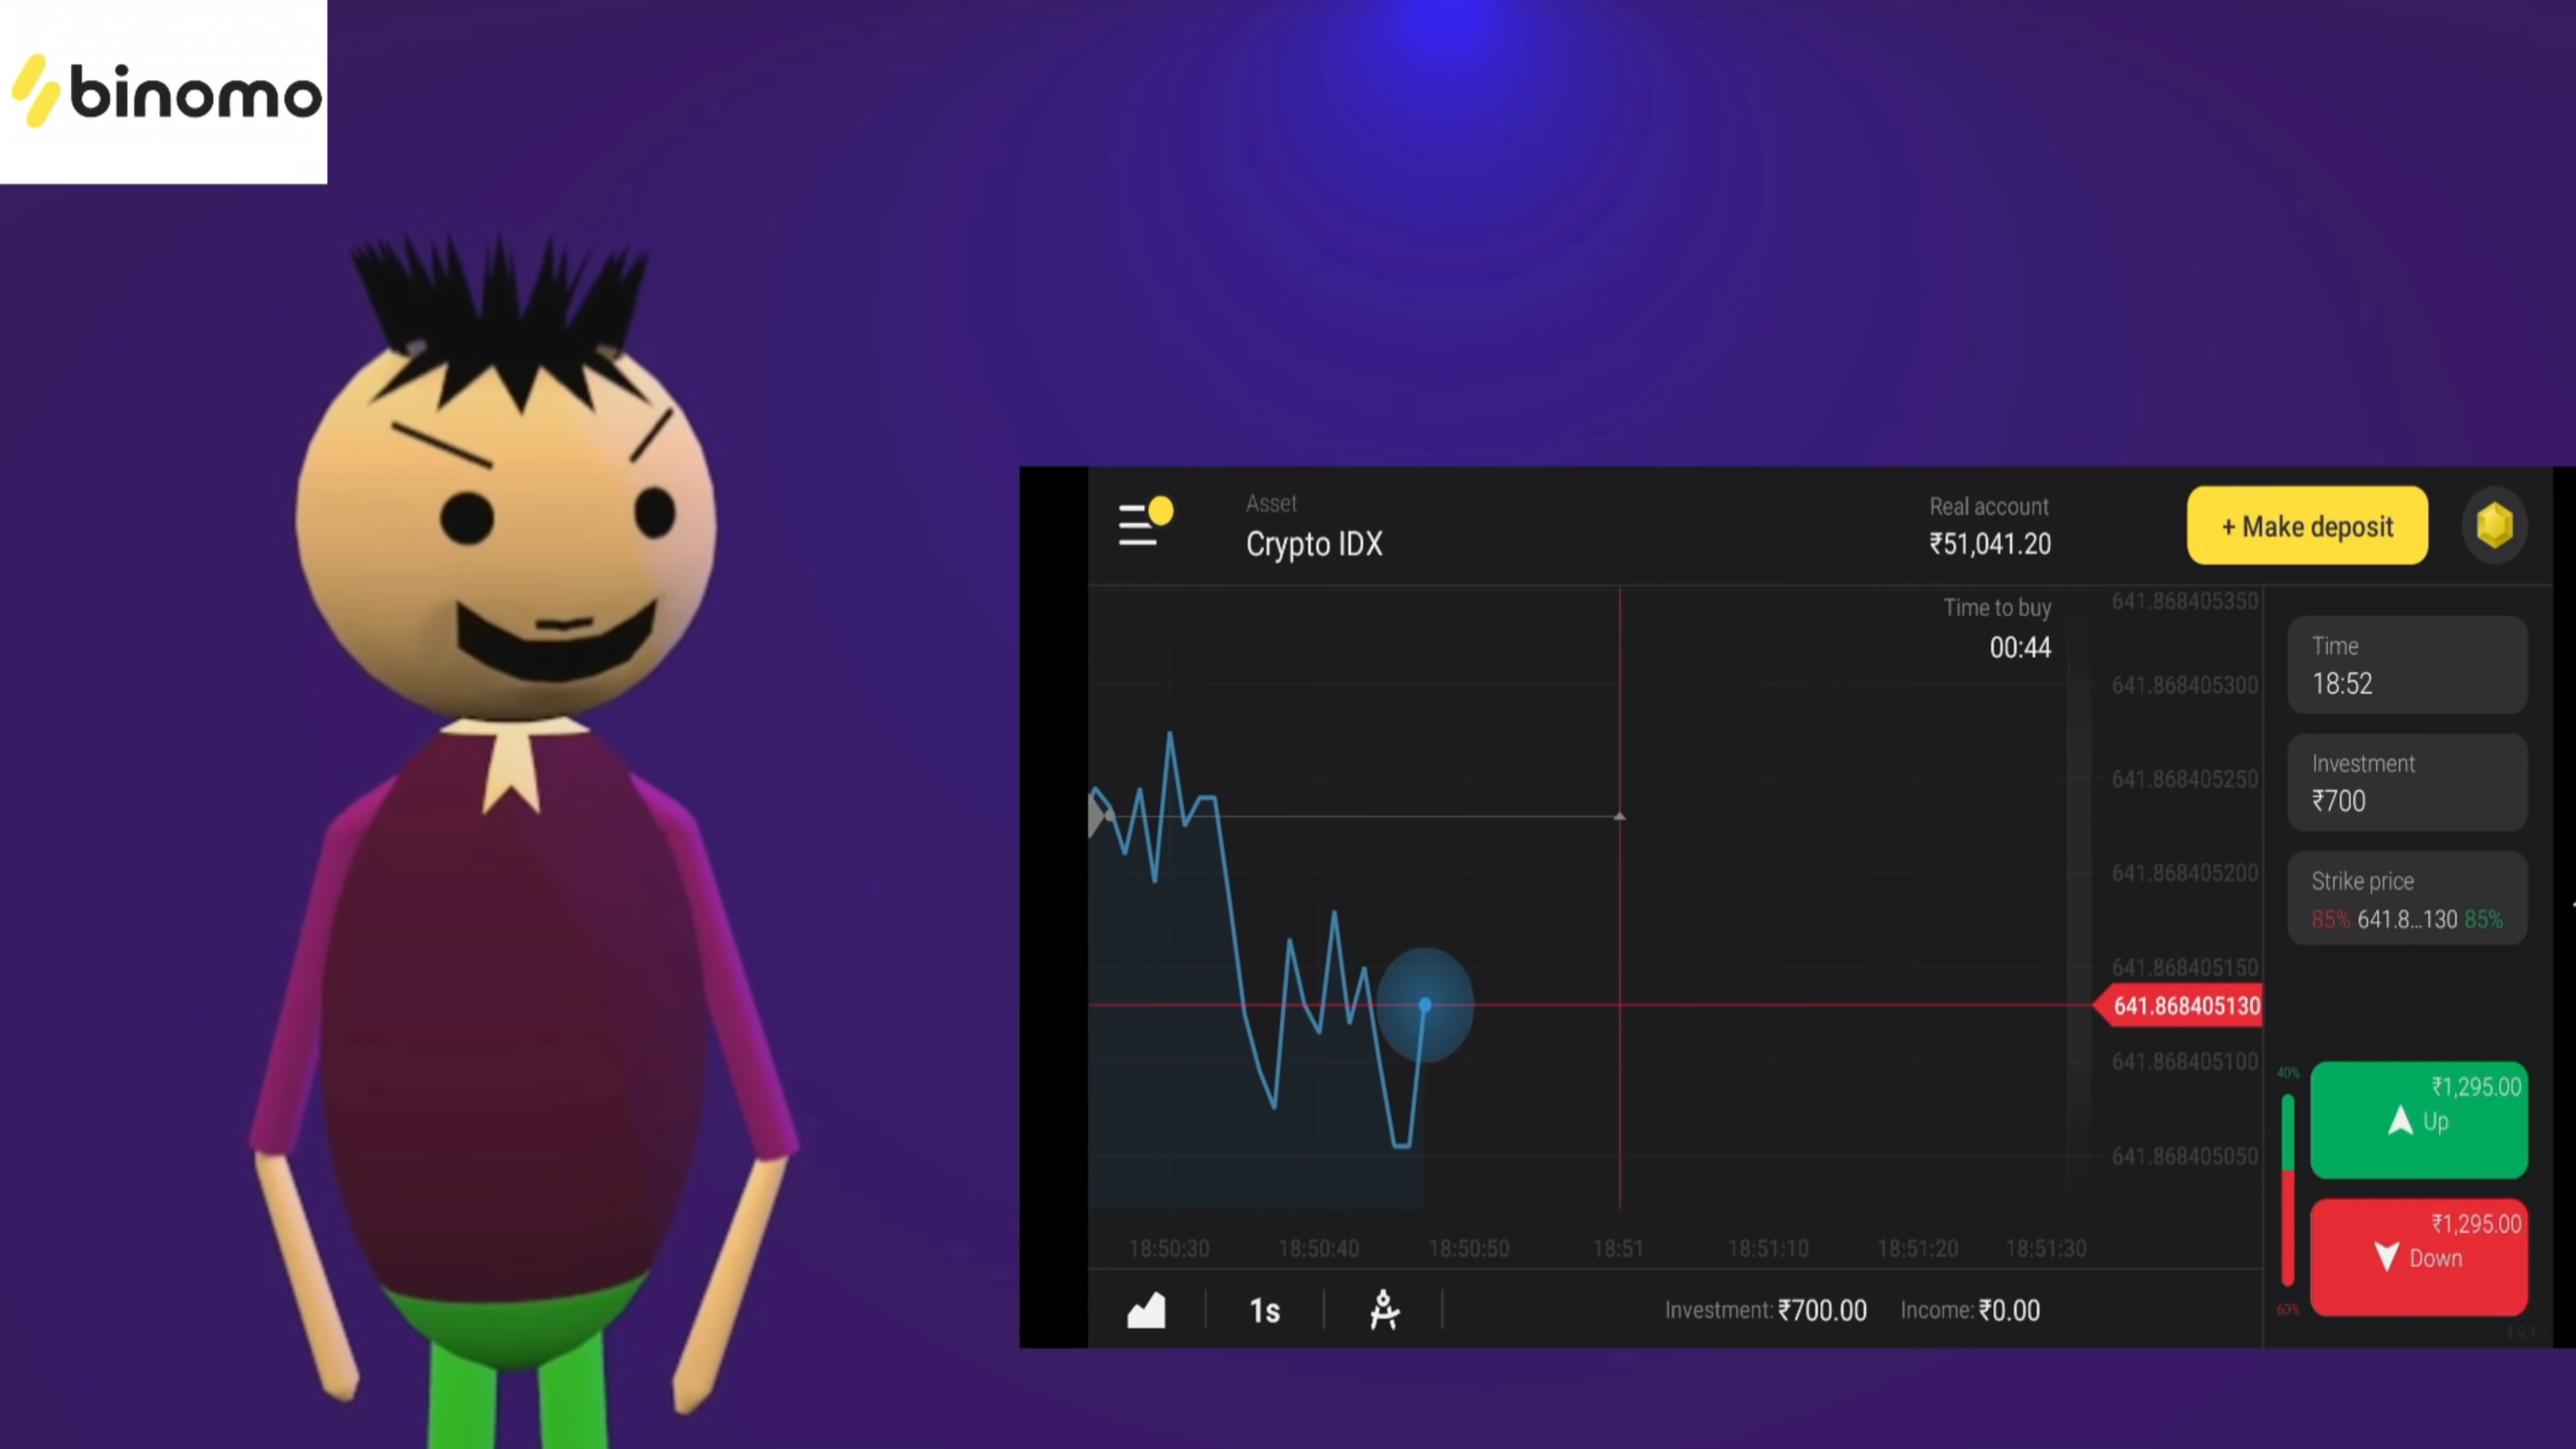 binomo
Asset
Crypto IDX
Real account
₹51,041.20
+ Make deposit
Time to buy
00:44
641.868405350
641.868405300
641.868405250
641.868405200
641.868405150
641.868405130
641.868405100
641.868405050
Time
18:52
Investment
₹700
Strike price
85% 641.8...130 85%
40%
₹1,295.00
Up
₹1,295.00
Down
60%
18:50:30 18:50:40 18:50:50 18:51 18:51:10 18:51:20 18:51:30
1s
Investment: ₹700.00 Income: ₹0.00